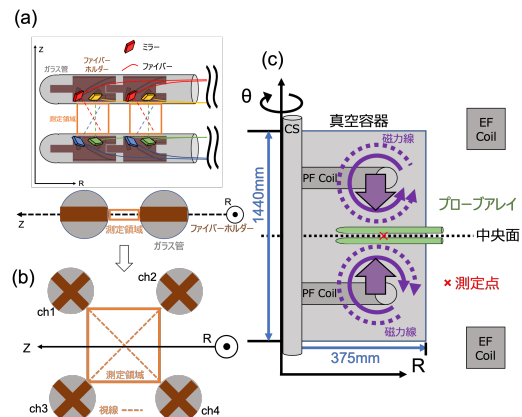 (a)
z
ガラス管
ファイバー
ホルダー
ミラー
ファイバー
測定領域
R
z
R
測定領域
ファイバーホルダー
ガラス管
(b)
ch1
ch2
R
Z
測定領域
ch3
視線
ch4
(c)
θ
CS
真空容器
磁力線
EF
Coil
PF Coil
1440mm
プローブアレイ
中央面
×測定点
PF Coil
磁力線
375mm
R
EF
Coil